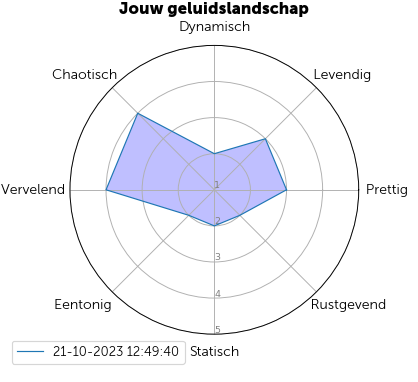 Jouw geluidslandschap
Dynamisch
Chaotisch
Levendig
Vervelend
1
Prettig
2
3
4
Eentonig
Rustgevend
5
21-10-2023 12:49:40
Statisch